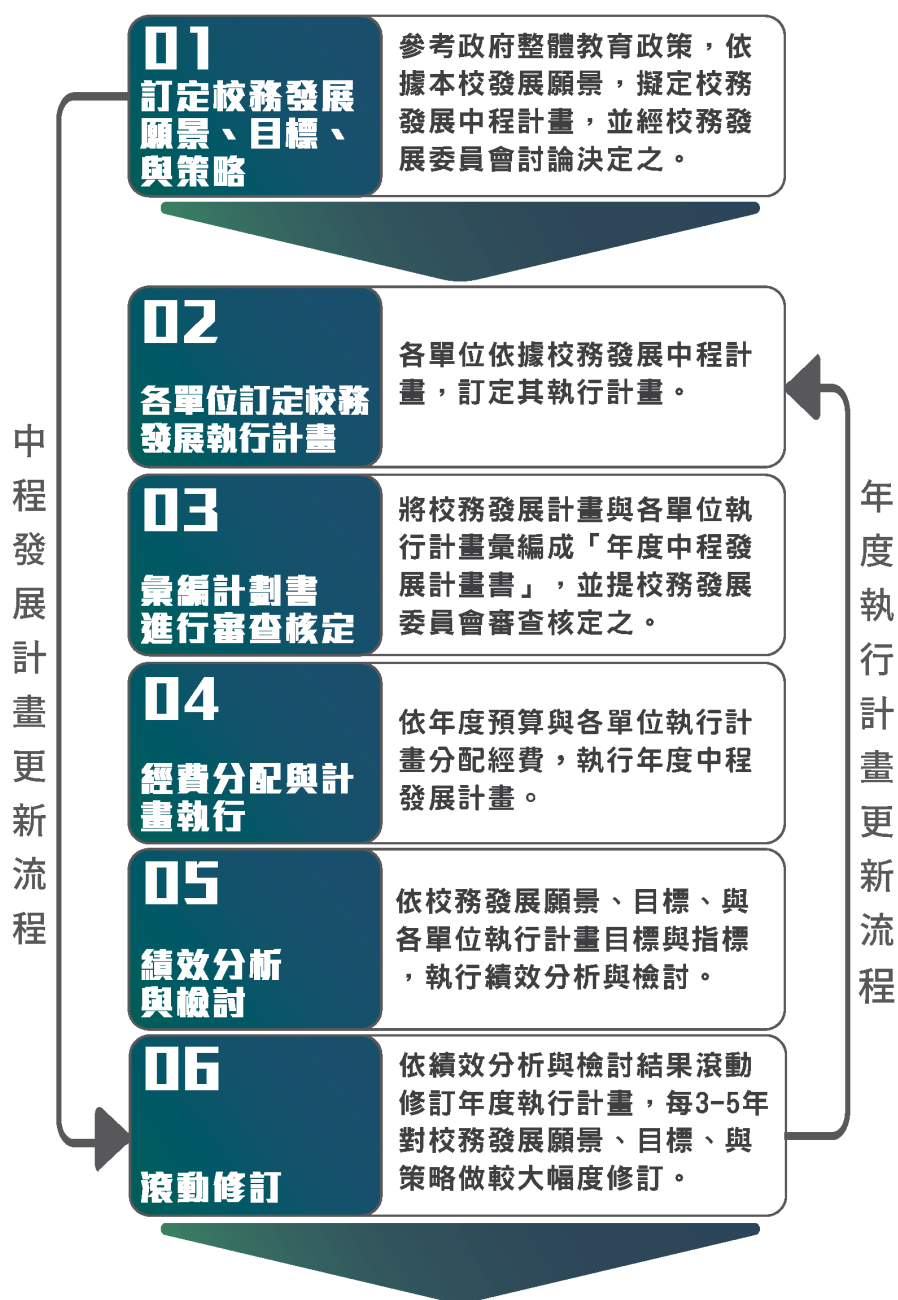 01
訂定校務發展
願景、目標、
與策略
參考政府整體教育政策，依
據本校發展願景，擬定校務
發展中程計畫，並經校務發
展委員會討論決定之。
02
各單位訂定校務
發展執行計畫
各單位依據校務發展中程計
畫，訂定其執行計畫。
03
彙編計劃書
進行審查核定
將校務發展計畫與各單位執
行計畫彙編成「年度中程發
展計畫書」，並提校務發展
委員會審查核定之。
04
經費分配與計
畫執行
依年度預算與各單位執行計
畫分配經費，執行年度中程
發展計畫。
05
績效分析
與檢討
依校務發展願景、目標、與
各單位執行計畫目標與指標
，執行績效分析與檢討。
06
滾動修訂
依績效分析與檢討結果滾動
修訂年度執行計畫，每3-5年
對校務發展願景、目標、與
策略做較大幅度修訂。
中程發展計畫更新流程
年度執行計畫更新流程